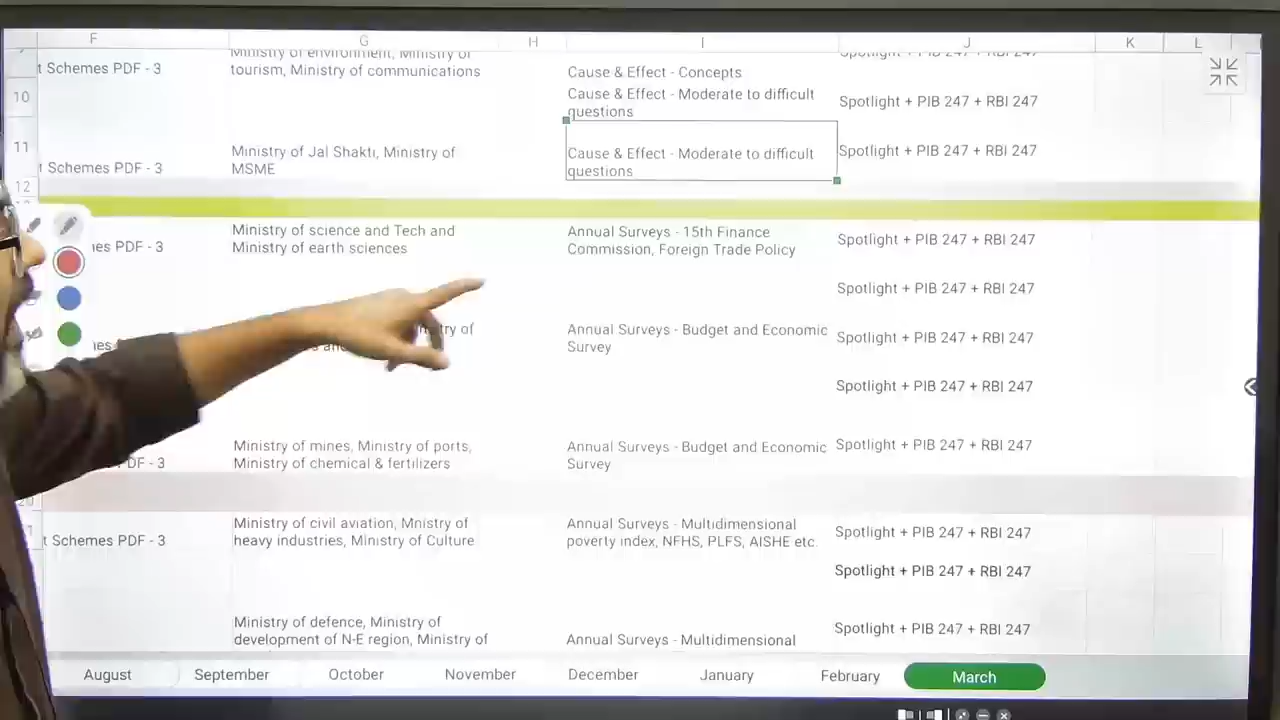 F G H I J K L
Ministry of environment, Ministry of
t Schemes PDF - 3 tourism, Ministry of communications Cause & Effect - Concepts Spotlight + PIB 247 + RBI 247
10 Cause & Effect - Moderate to difficult questions Spotlight + PIB 247 + RBI 247
11 t Schemes PDF - 3 Ministry of Jal Shakti, Ministry of MSME Cause & Effect - Moderate to difficult questions Spotlight + PIB 247 + RBI 247
12
mes PDF - 3 Ministry of science and Tech and Ministry of earth sciences Annual Surveys - 15th Finance Commission, Foreign Trade Policy Spotlight + PIB 247 + RBI 247
Spotlight + PIB 247 + RBI 247
Annual Surveys - Budget and Economic Survey Spotlight + PIB 247 + RBI 247
Spotlight + PIB 247 + RBI 247
PDF - 3 Ministry of mines, Ministry of ports, Ministry of chemical & fertilizers Annual Surveys - Budget and Economic Survey Spotlight + PIB 247 + RBI 247
20
t Schemes PDF - 3 Ministry of civil aviation, Mnistry of heavy industries, Ministry of Culture Annual Surveys - Multidimensional poverty index, NFHS, PLFS, AISHE etc. Spotlight + PIB 247 + RBI 247
Spotlight + PIB 247 + RBI 247
Ministry of defence, Ministry of development of N-E region, Ministry of Annual Surveys - Multidimensional Spotlight + PIB 247 + RBI 247
August September October November December January February March